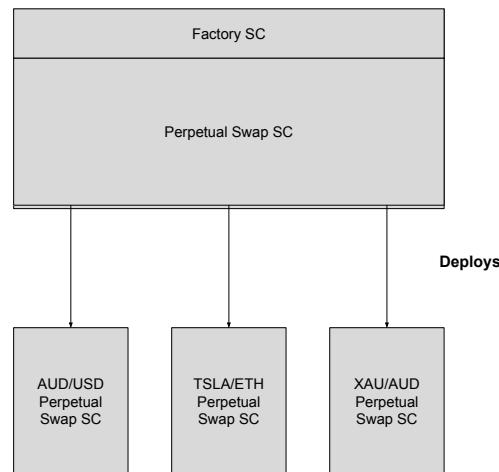 Factory SC
Perpetual Swap SC
Deploys
AUD/USD
Perpetual
Swap SC
TSLA/ETH
Perpetual
Swap SC
XAU/AUD
Perpetual
Swap SC